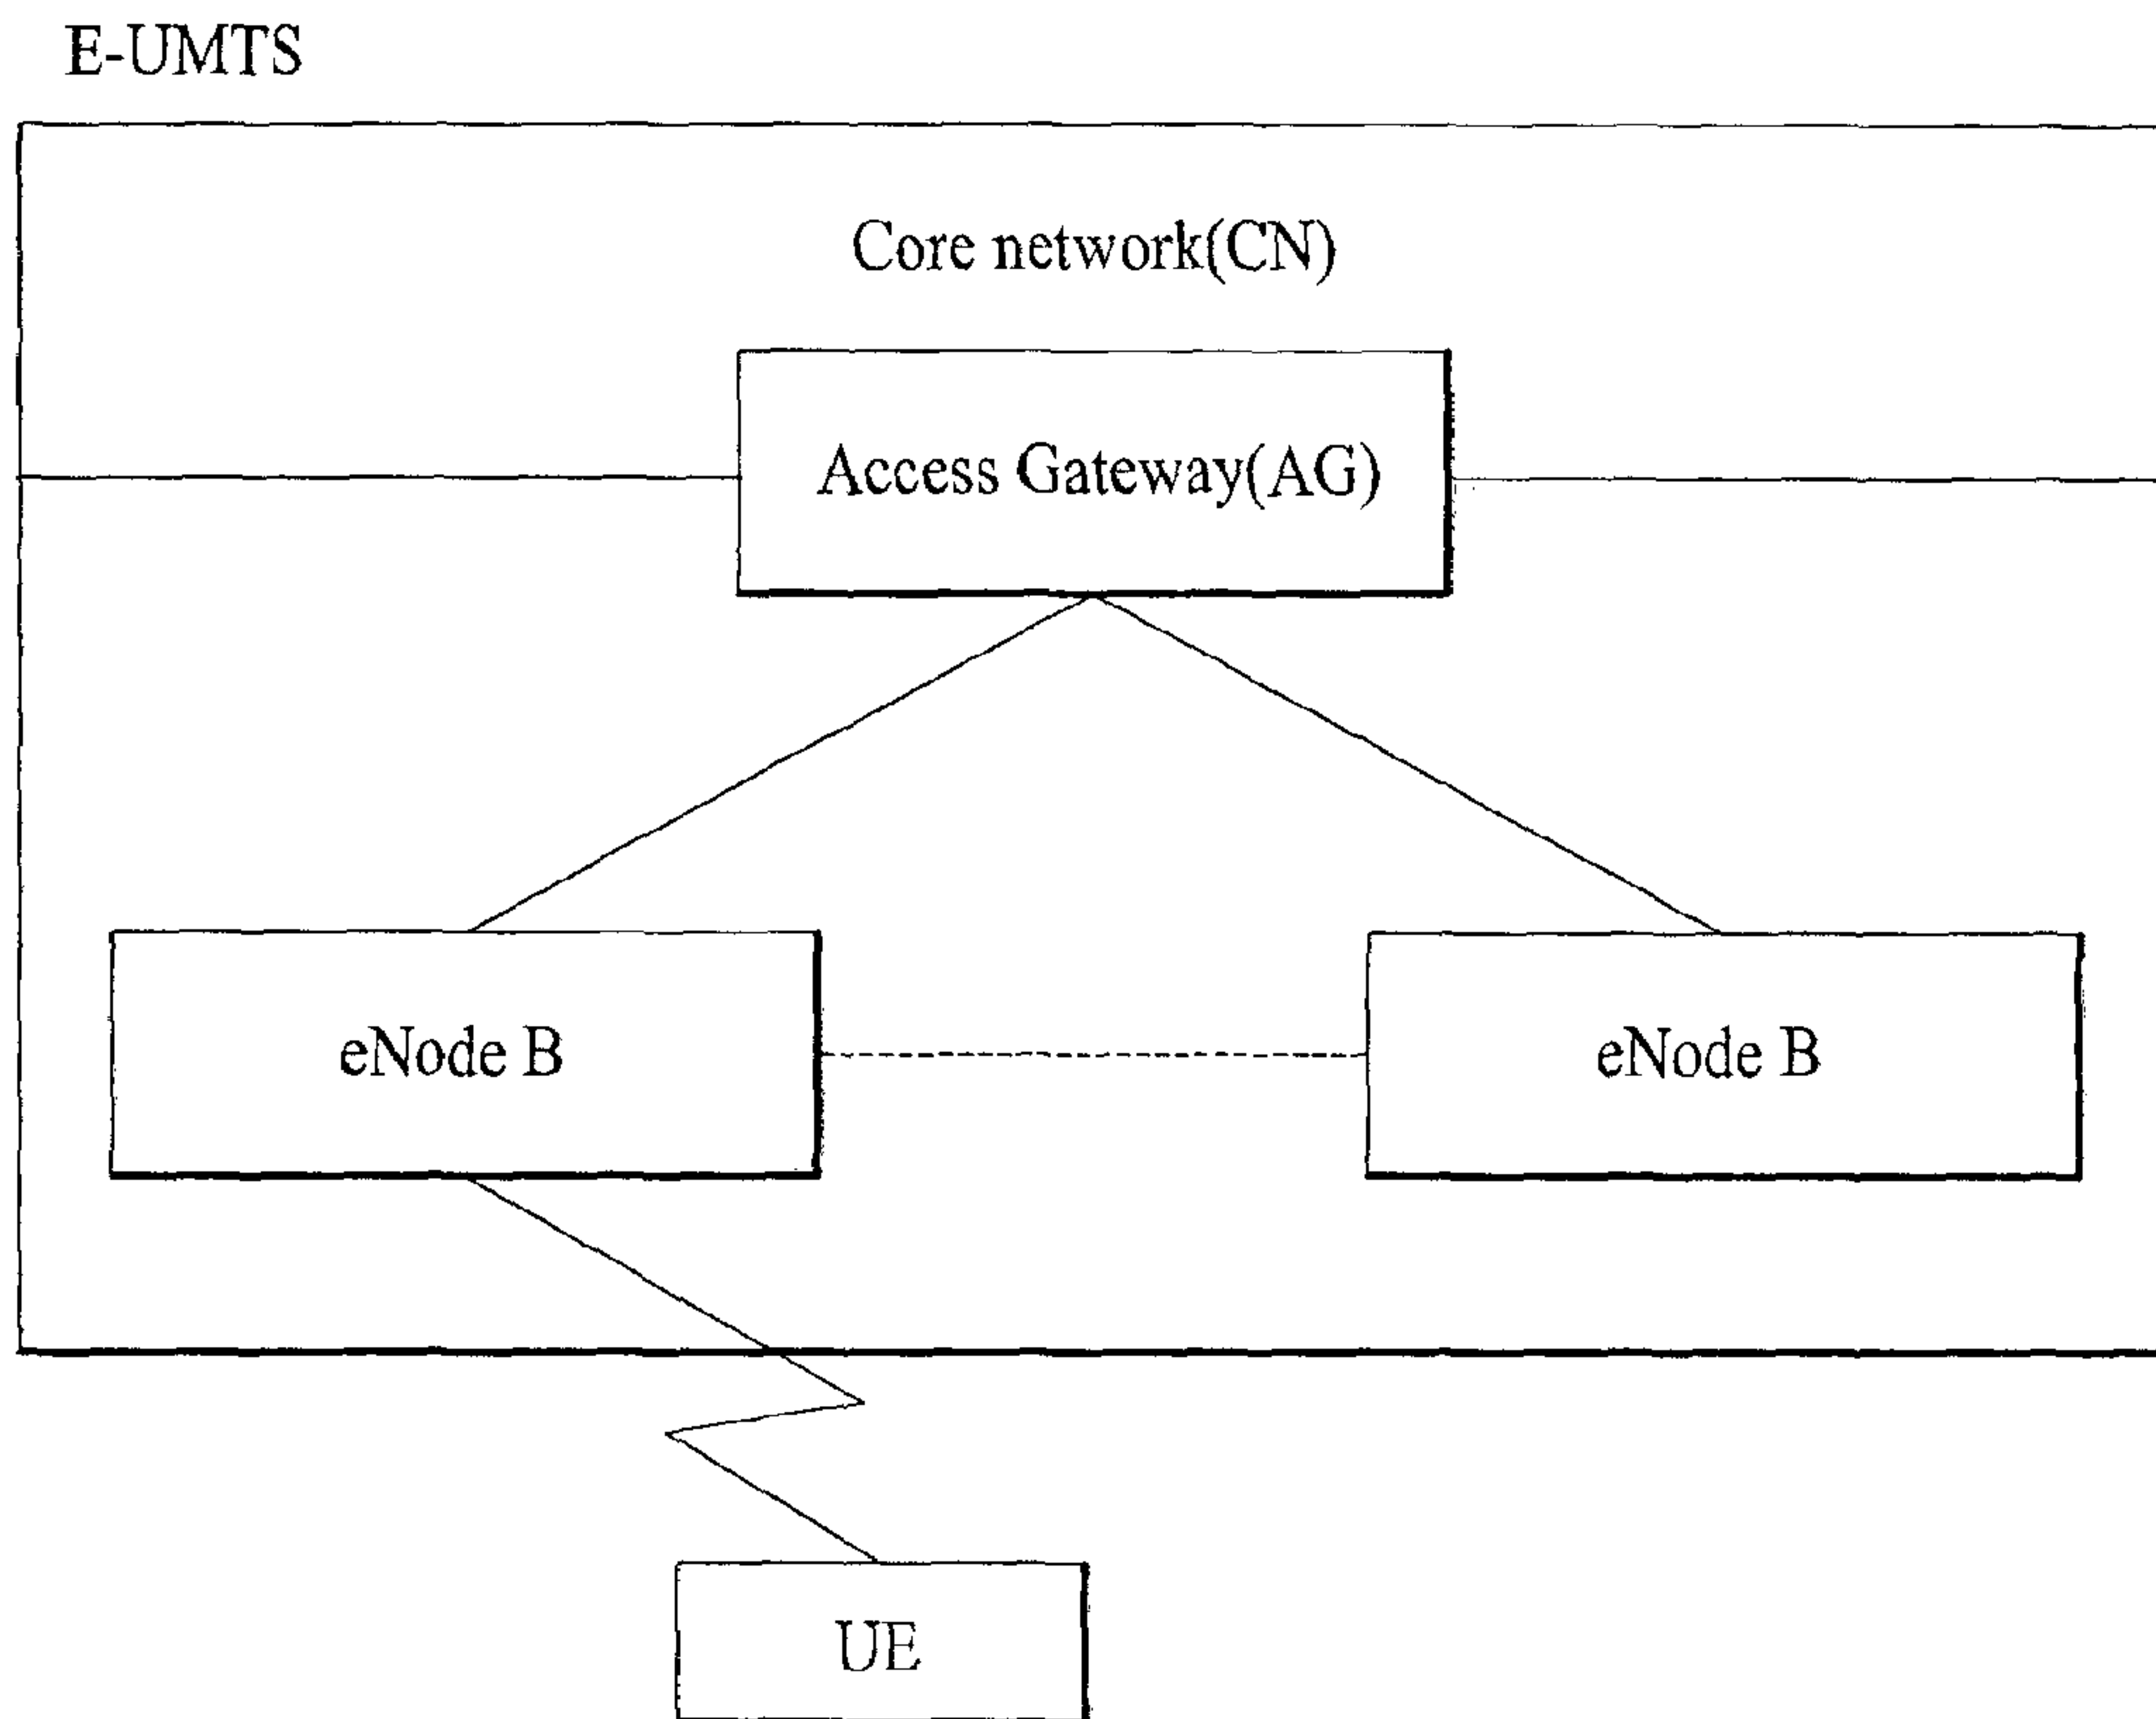 E-UMTS
Core network(CN)
Access Gateway(AG)
eNode B
eNode B
UE